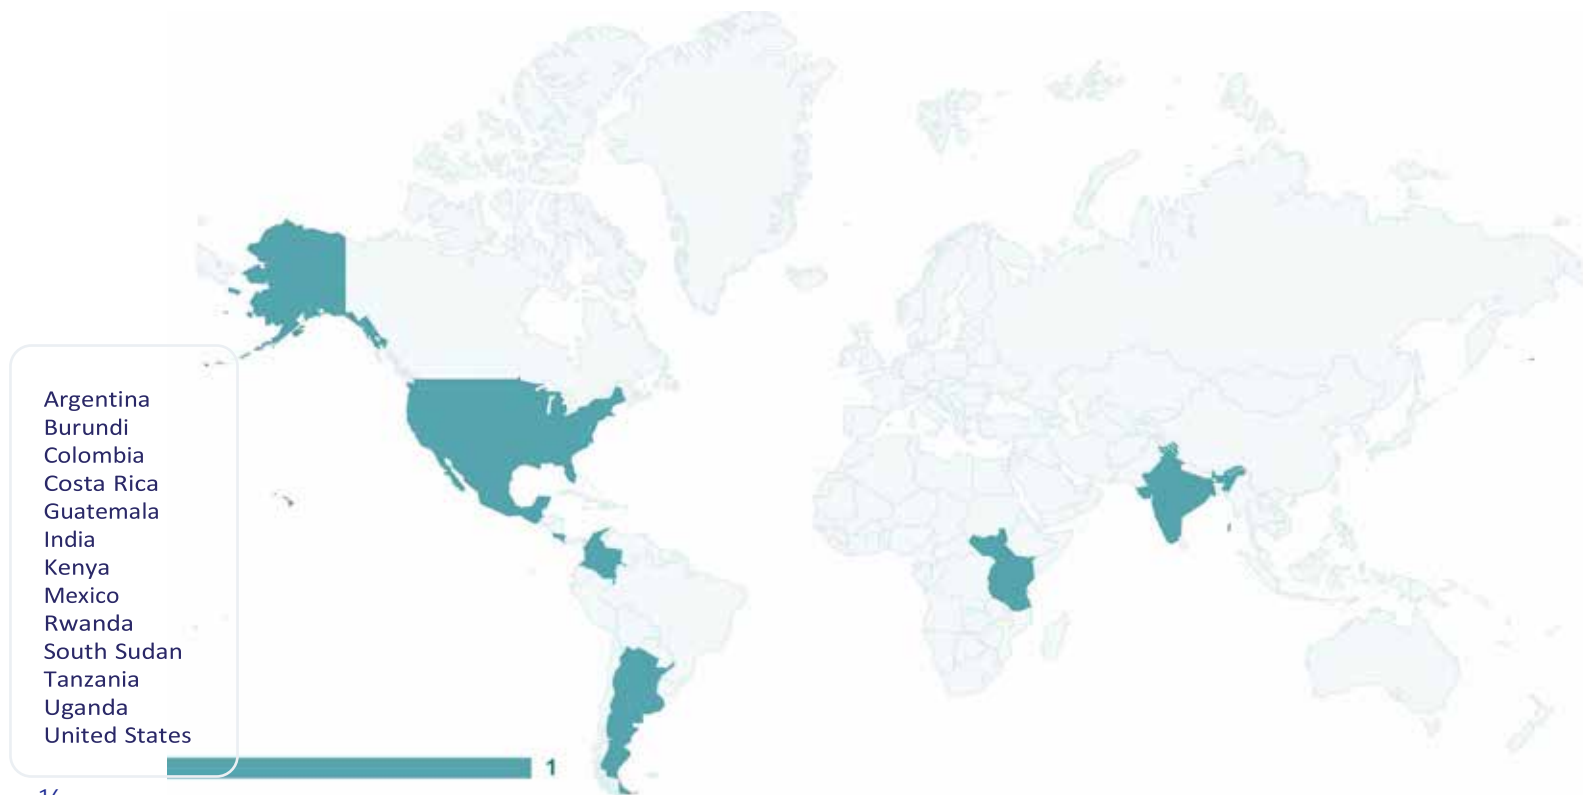 Argentina
Burundi
Colombia
Costa Rica
Guatemala
India
Kenya
Mexico
Rwanda
South Sudan
Tanzania
Uganda
United States
1